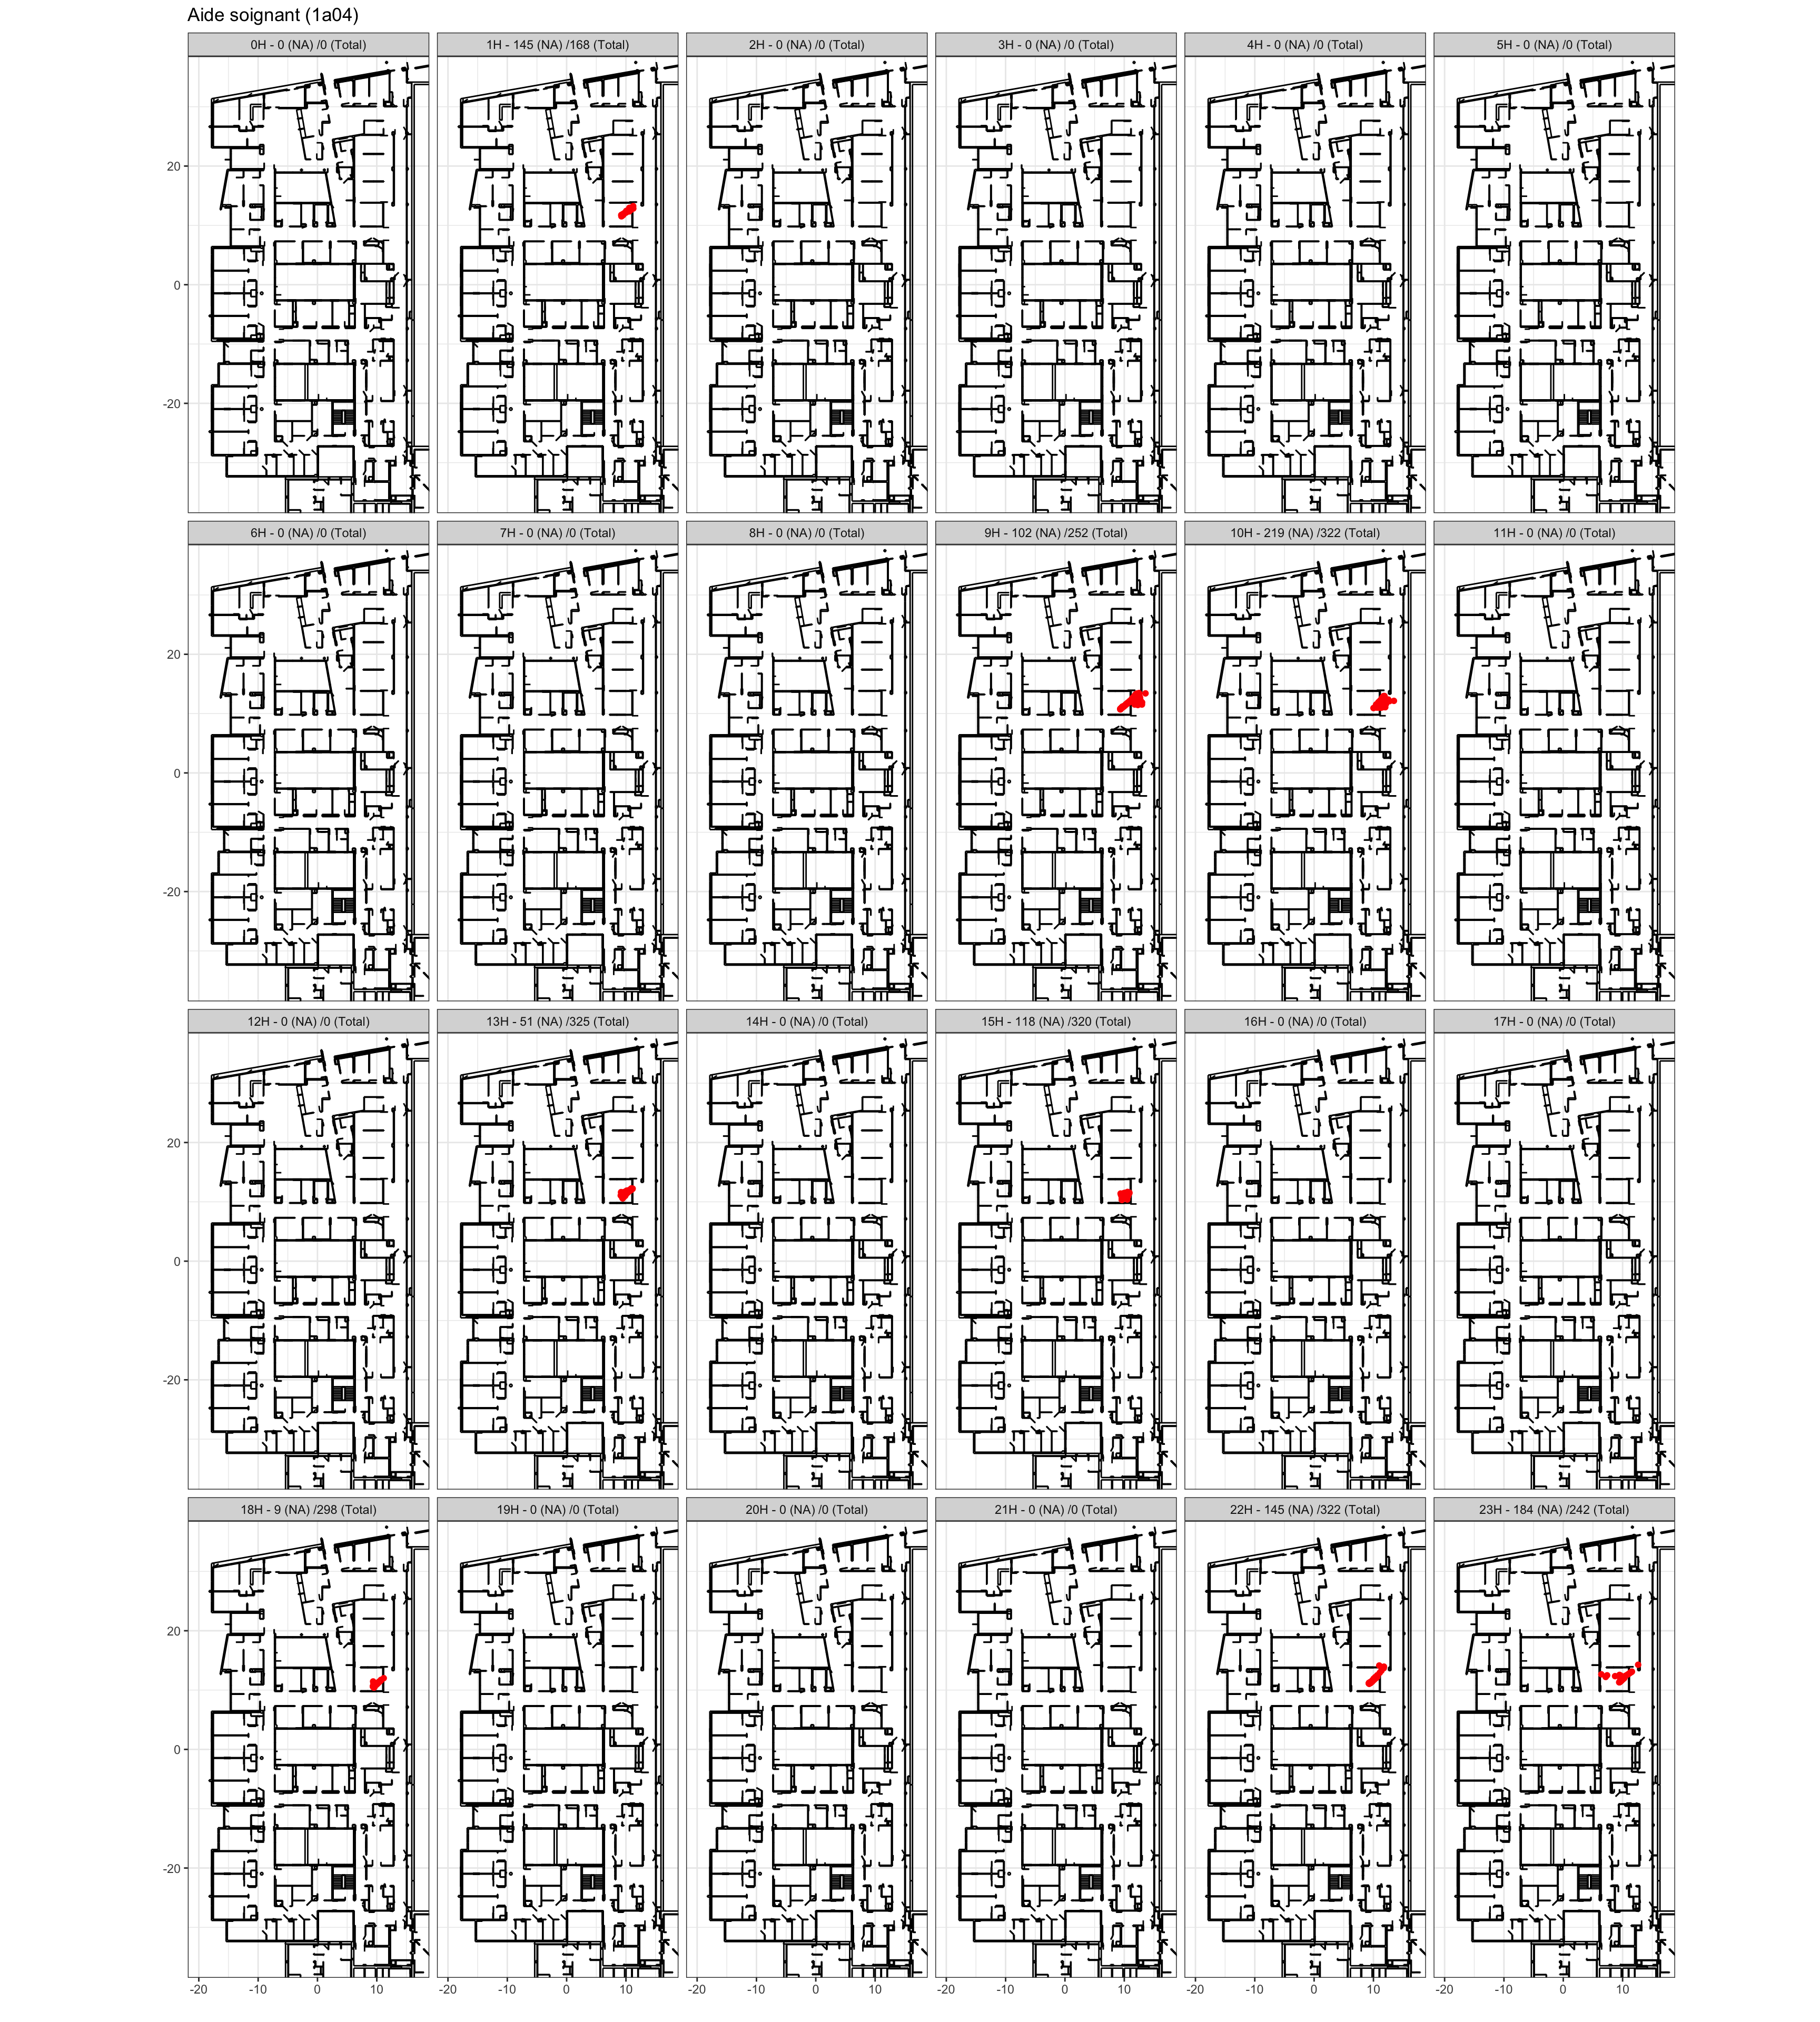 Aide soignant (1a04)
0H - 0 (NA) /0 (Total)
1H - 145 (NA) /168 (Total)
2H - 0 (NA) /0 (Total)
3H - 0 (NA) /0 (Total)
4H - 0 (NA) /0 (Total)
5H - 0 (NA) /0 (Total)
20
0
-20
6H - 0 (NA) /0 (Total)
7H - 0 (NA) /0 (Total)
8H - 0 (NA) /0 (Total)
9H - 102 (NA) /252 (Total)
10H - 219 (NA) /322 (Total)
11H - 0 (NA) /0 (Total)
20
0
-20
12H - 0 (NA) /0 (Total)
13H - 51 (NA) /325 (Total)
14H - 0 (NA) /0 (Total)
15H - 118 (NA) /320 (Total)
16H - 0 (NA) /0 (Total)
17H - 0 (NA) /0 (Total)
20
0
-20
18H - 9 (NA) /298 (Total)
19H - 0 (NA) /0 (Total)
20H - 0 (NA) /0 (Total)
21H - 0 (NA) /0 (Total)
22H - 145 (NA) /322 (Total)
23H - 184 (NA) /242 (Total)
20
0
-20
-20 -10 0 10
-20 -10 0 10
-20 -10 0 10
-20 -10 0 10
-20 -10 0 10
-20 -10 0 10